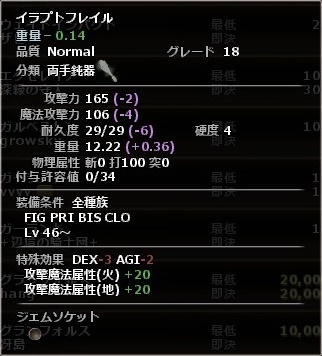 イラプトフレイル
重量 - 0.14
品質 Normal グレード 18
分類 両手鈍器
攻撃力 165 (-2)
魔法攻撃力 106 (-4)
耐久度 29/29 (-6) 硬度 4
重量 12.22 (+0.36)
物理属性 斬0 打100 突0
付与許容値 0/34
装備条件 全種族
FIG PRI BIS CLO
Lv 46～
特殊効果 DEX-3 AGI-2
攻撃魔法属性(火) +20
攻撃魔法属性(地) +20
ジェムソケット